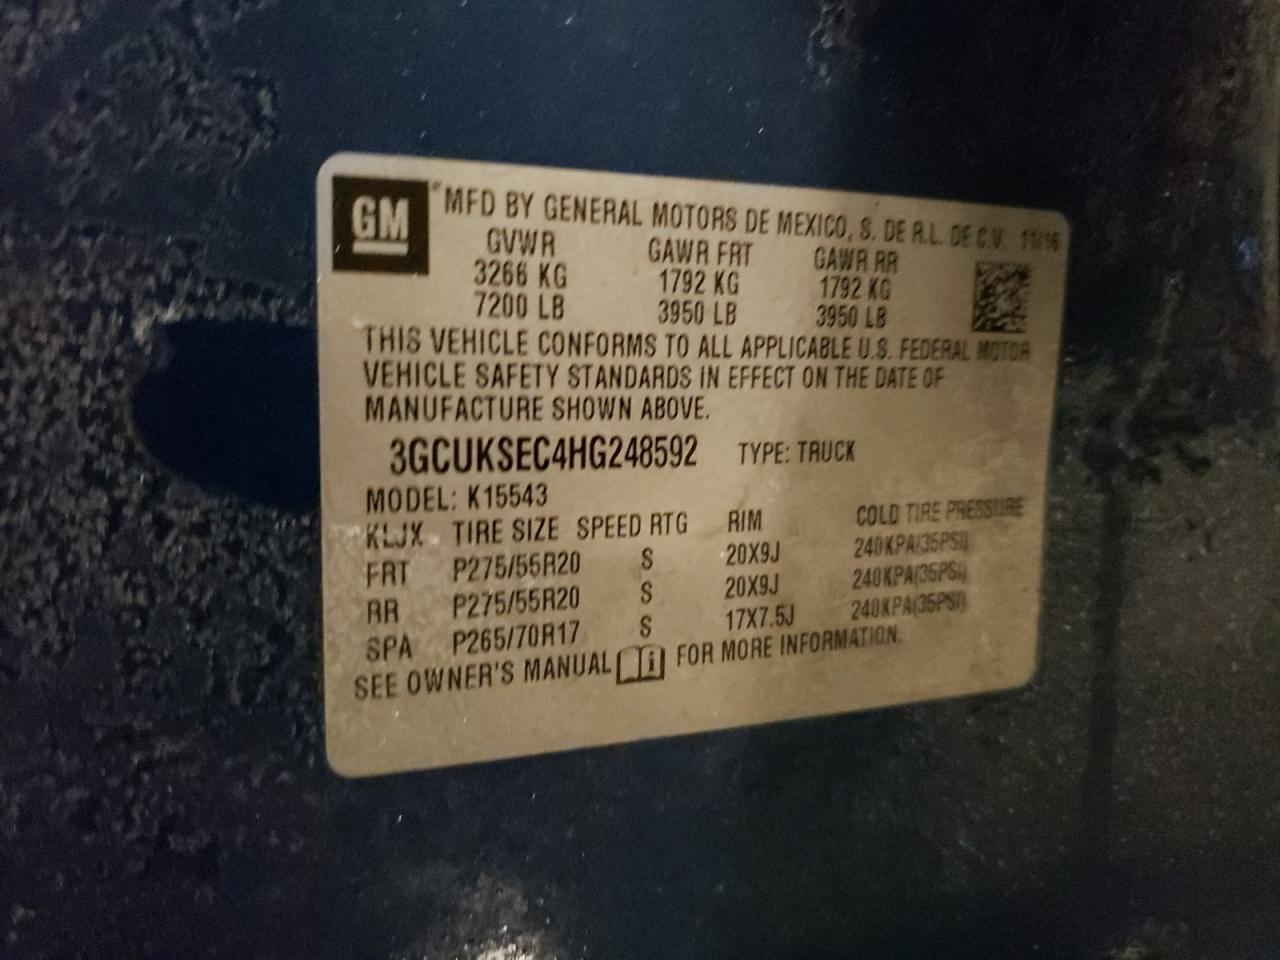 GM
MFD BY GENERAL MOTORS DE MEXICO, S. DE R.L. DE C.V. 11/16
GVWR GAWR FRT GAWR RR
3266 KG 1792 KG 1792 KG
7200 LB 3950 LB 3950 LB
THIS VEHICLE CONFORMS TO ALL APPLICABLE U.S. FEDERAL MOTOR
VEHICLE SAFETY STANDARDS IN EFFECT ON THE DATE OF
MANUFACTURE SHOWN ABOVE.
3GCUKSEC4HG248592 TYPE: TRUCK
MODEL: K15543
KLJX TIRE SIZE SPEED RTG RIM COLD TIRE PRESSURE
FRT P275/55R20 S 20X9J 240KPA(35PSI)
RR P275/55R20 S 20X9J 240KPA(35PSI)
SPA P265/70R17 S 17X7.5J 240KPA(35PSI)
SEE OWNER'S MANUAL FOR MORE INFORMATION.